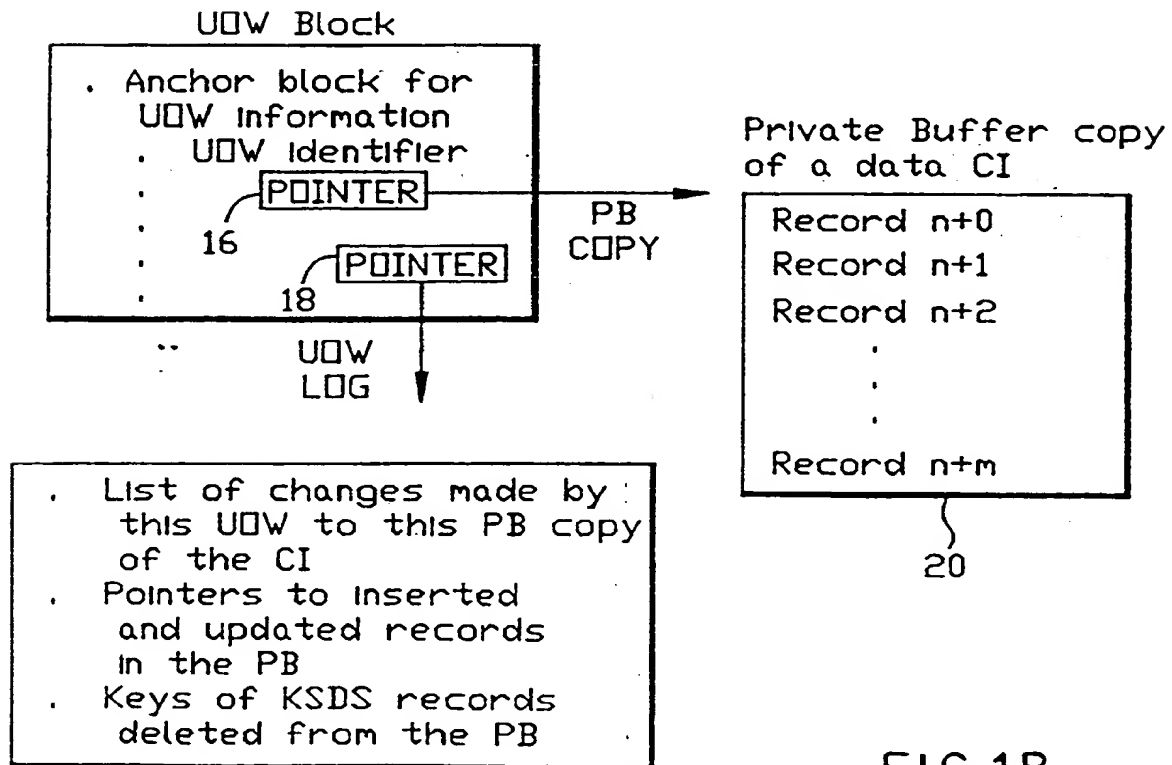 UOW Block
. Anchor block for
UOW information
. UOW identifier
. POINTER
16
PB
COPY
. POINTER
18
UOW
LOG
Private Buffer copy
of a data CI
Record n+0
Record n+1
Record n+2
.
.
.
Record n+m
20
. List of changes made by
this UOW to this PB copy
of the CI
. Pointers to inserted
and updated records
in the PB
. Keys of KSDS records
deleted from the PB